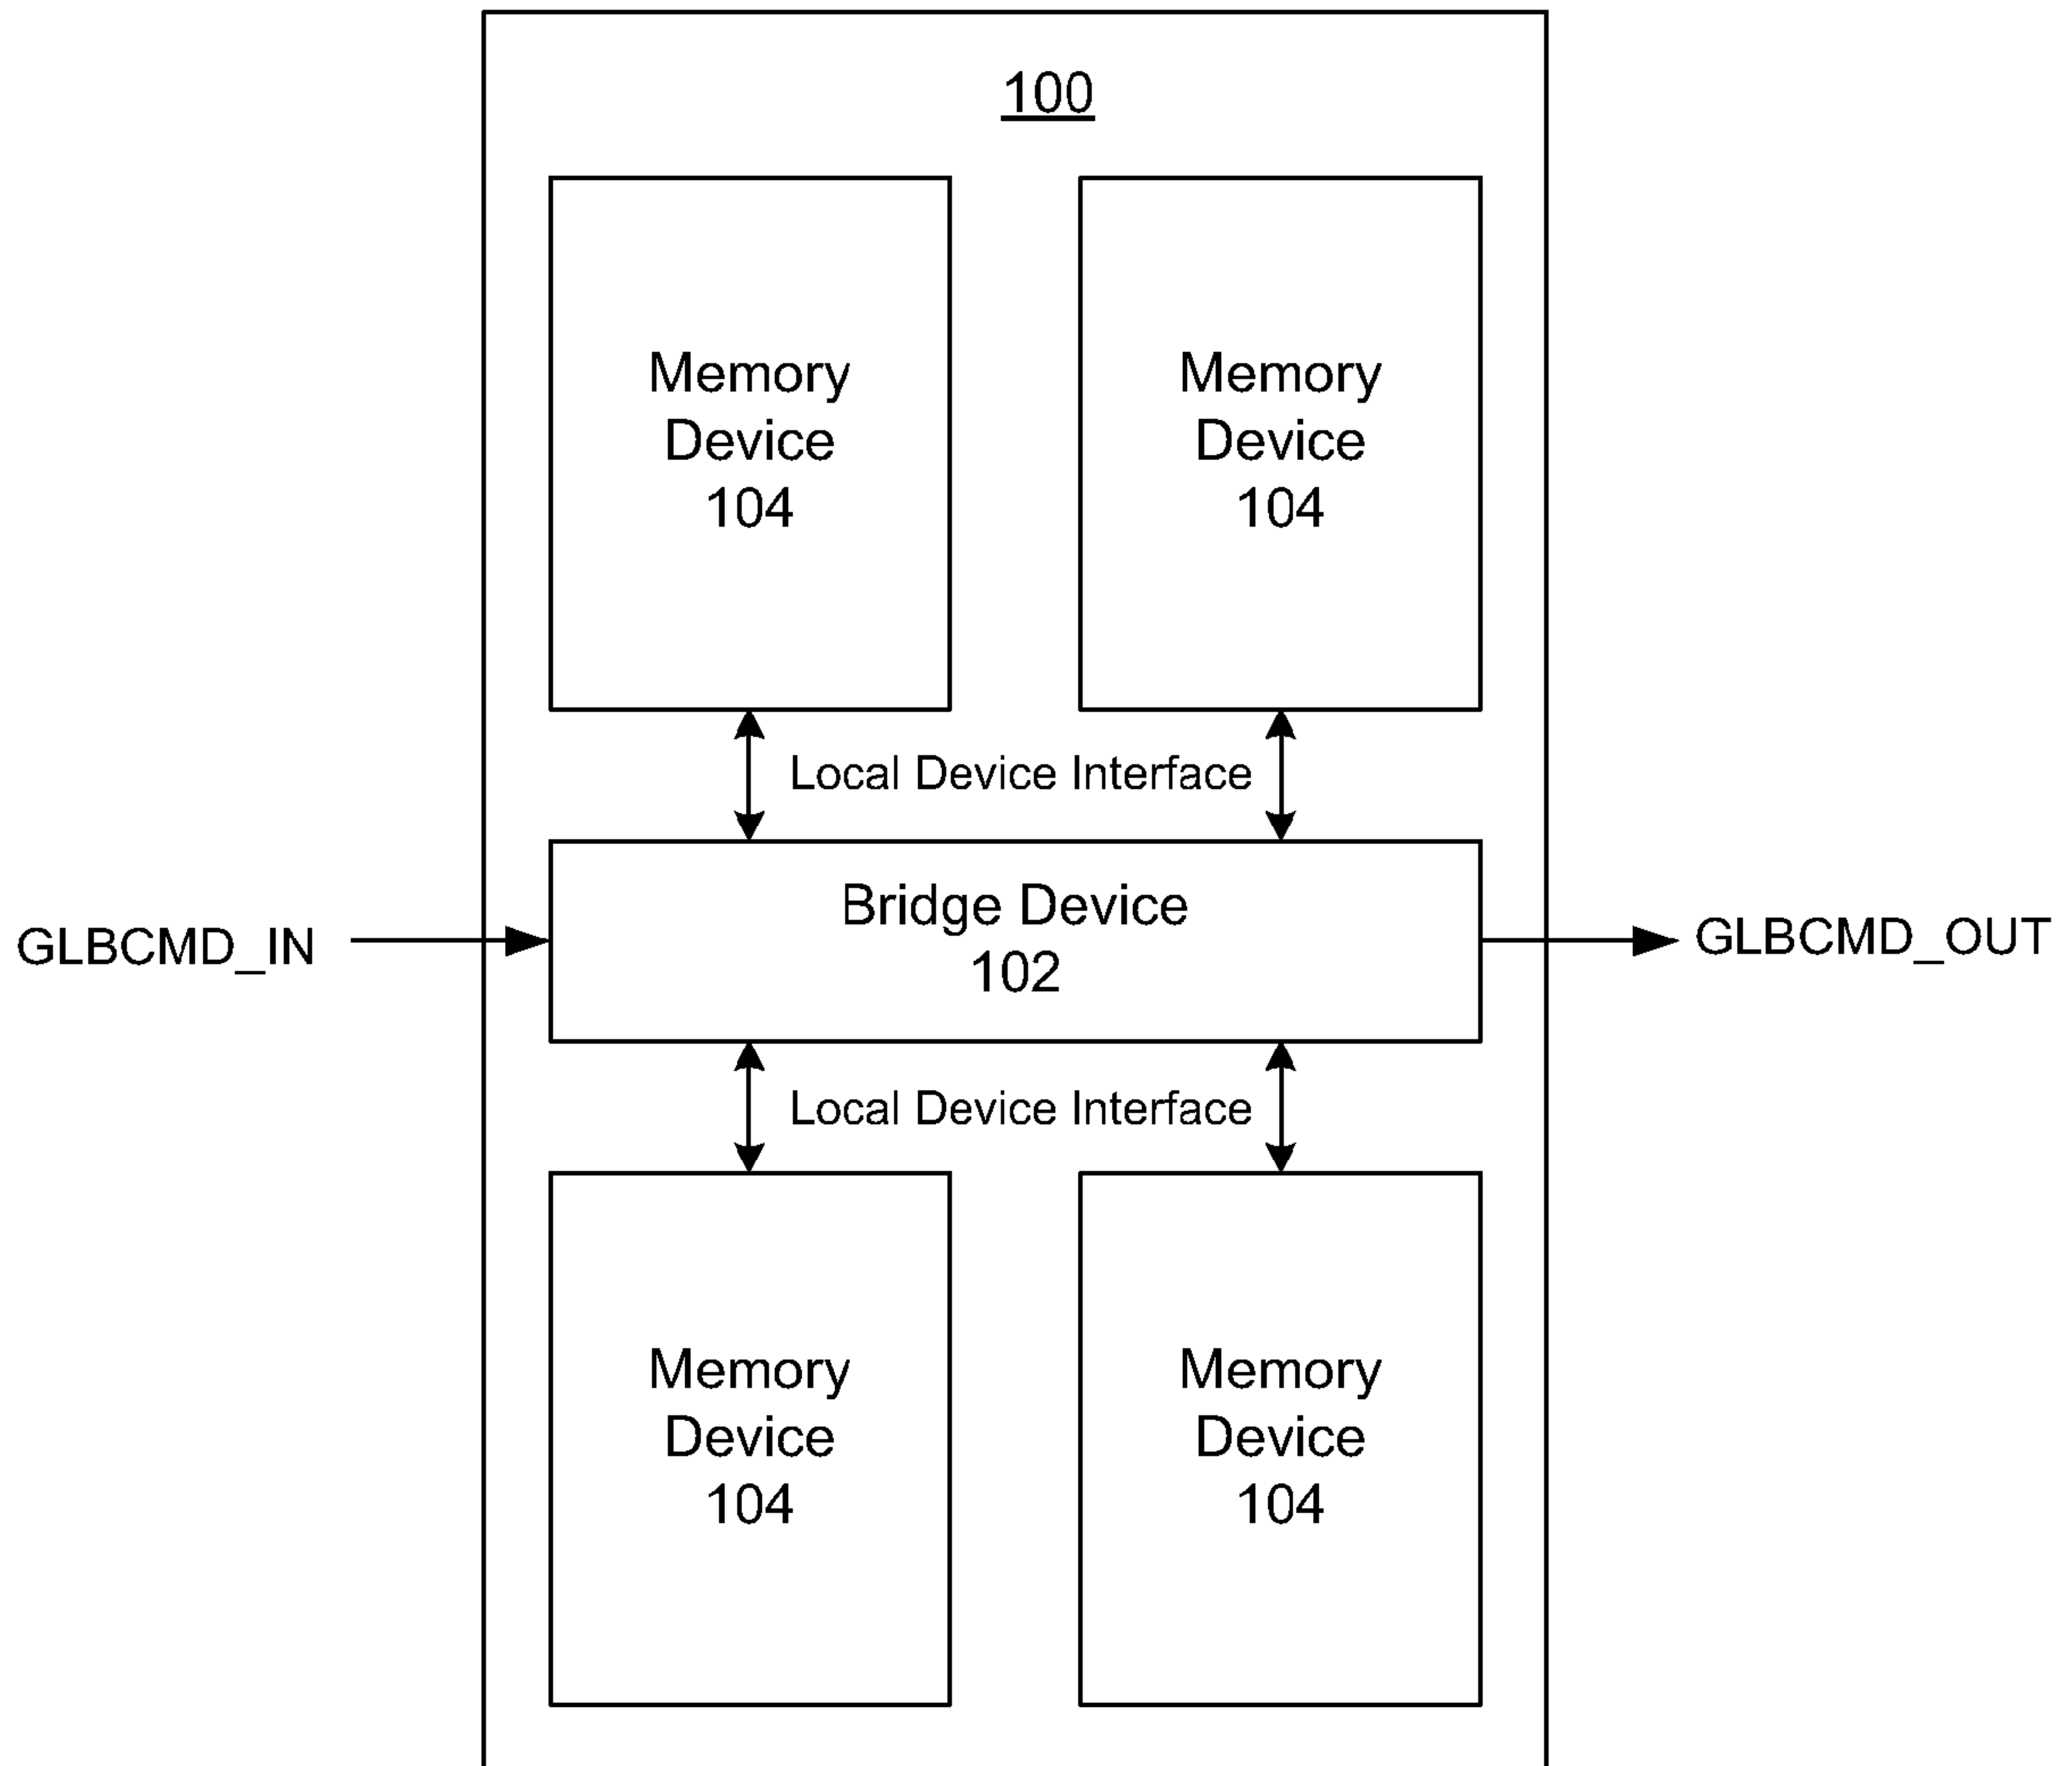 100
Memory
Device
104
Memory
Device
104
Local Device Interface
GLBCMD_IN
Bridge Device
102
GLBCMD_OUT
Local Device Interface
Memory
Device
104
Memory
Device
104